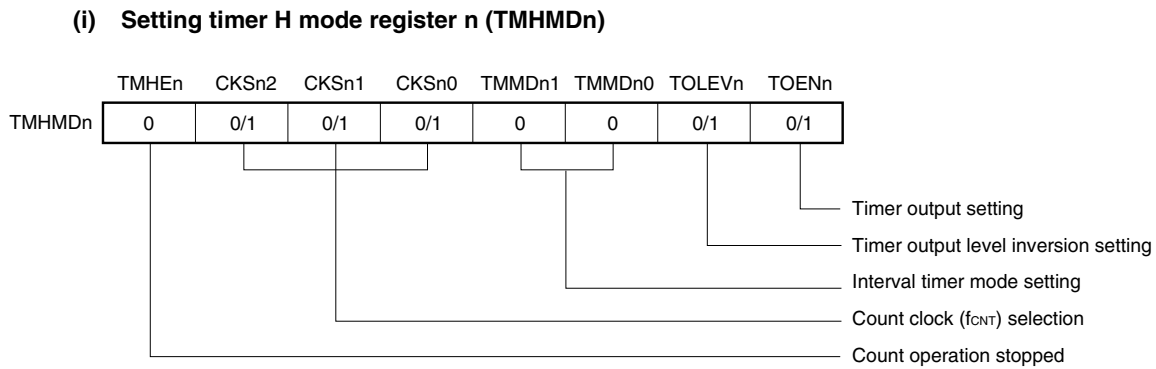 (i) Setting timer H mode register n (TMHMDn)
TMHEn CKSn2 CKSn1 CKSn0 TMMDn1 TMMDn0 TOLEVn TOENn
TMHMDn 0 0/1 0/1 0/1 0 0 0/1 0/1
Timer output setting
Timer output level inversion setting
Interval timer mode setting
Count clock (fCNT) selection
Count operation stopped